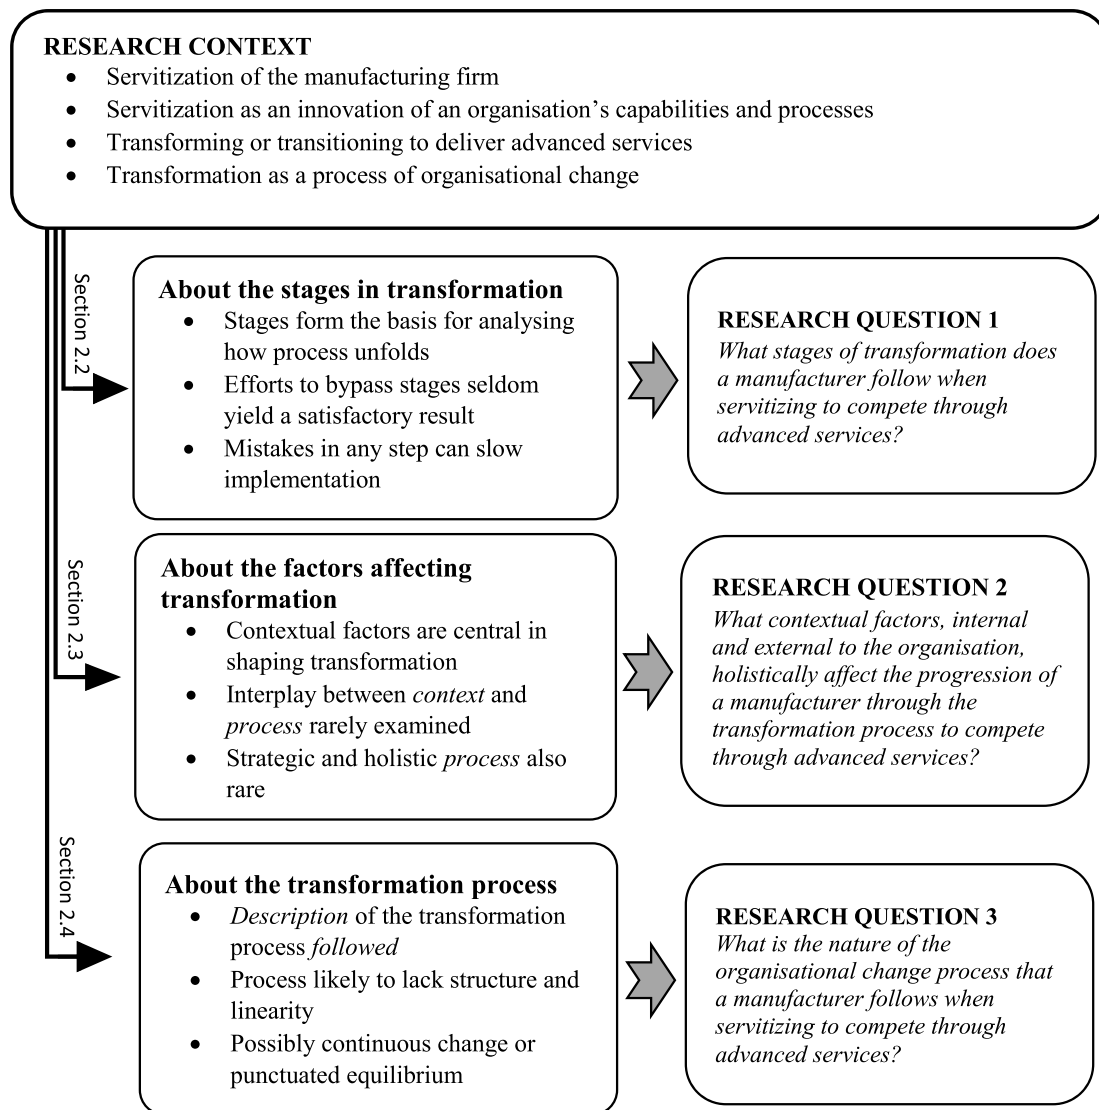 RESEARCH CONTEXT
• Servitization of the manufacturing firm
• Servitization as an innovation of an organisation’s capabilities and processes
• Transforming or transitioning to deliver advanced services
• Transformation as a process of organisational change
Section 2.2
About the stages in transformation
• Stages form the basis for analysing
how process unfolds
• Efforts to bypass stages seldom
yield a satisfactory result
• Mistakes in any step can slow
implementation
RESEARCH QUESTION 1
What stages of transformation does
a manufacturer follow when
servitizing to compete through
advanced services?
Section 2.3
About the factors affecting
transformation
• Contextual factors are central in
shaping transformation
• Interplay between context and
process rarely examined
• Strategic and holistic process also
rare
RESEARCH QUESTION 2
What contextual factors, internal
and external to the organisation,
holistically affect the progression of
a manufacturer through the
transformation process to compete
through advanced services?
Section 2.4
About the transformation process
• Description of the transformation
process followed
• Process likely to lack structure and
linearity
• Possibly continuous change or
punctuated equilibrium
RESEARCH QUESTION 3
What is the nature of the
organisational change process that
a manufacturer follows when
servitizing to compete through
advanced services?